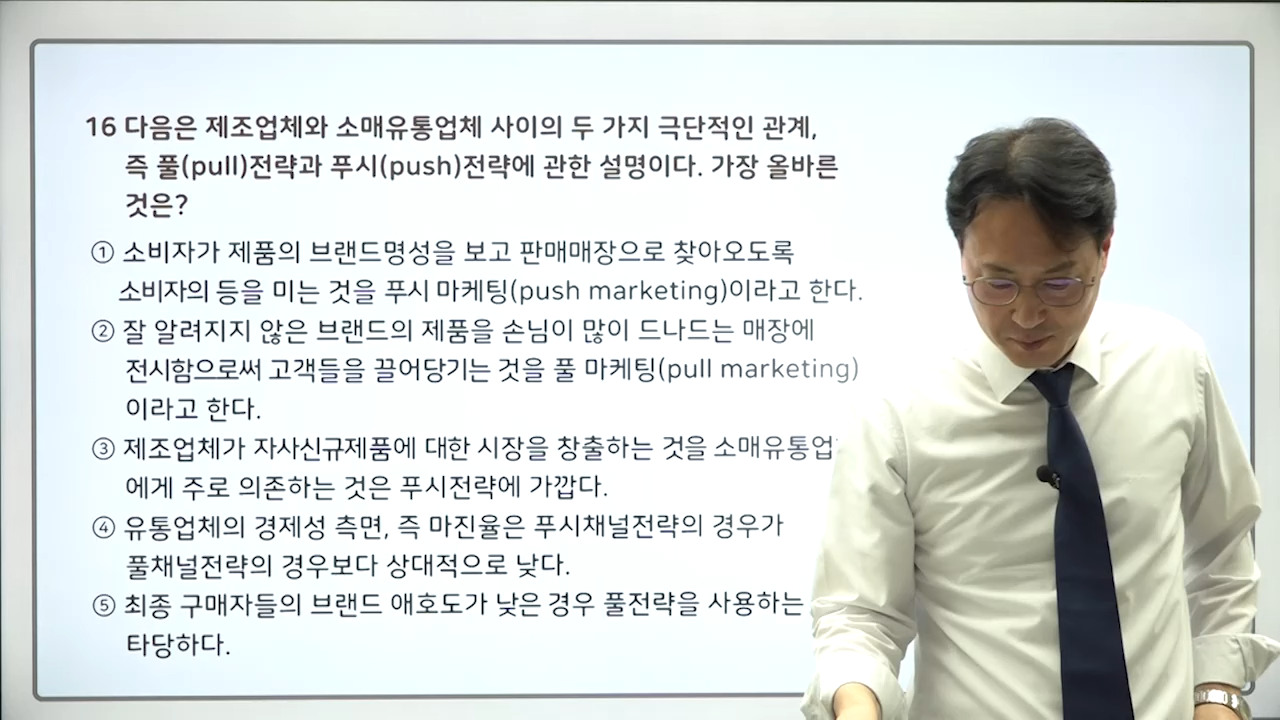 16 다음은 제조업체와 소매유통업체 사이의 두 가지 극단적인 관계,
즉 풀(pull)전략과 푸시(push)전략에 관한 설명이다. 가장 올바른
것은?
① 소비자가 제품의 브랜드명성을 보고 판매매장으로 찾아오도록
소비자의 등을 미는 것을 푸시 마케팅(push marketing)이라고 한다.
② 잘 알려지지 않은 브랜드의 제품을 손님이 많이 드나드는 매장에
전시함으로써 고객들을 끌어당기는 것을 풀 마케팅(pull marketing)
이라고 한다.
③ 제조업체가 자사신규제품에 대한 시장을 창출하는 것을 소매유통업
에게 주로 의존하는 것은 푸시전략에 가깝다.
④ 유통업체의 경제성 측면, 즉 마진율은 푸시채널전략의 경우가
풀채널전략의 경우보다 상대적으로 낮다.
⑤ 최종 구매자들의 브랜드 애호도가 낮은 경우 풀전략을 사용하는
타당하다.